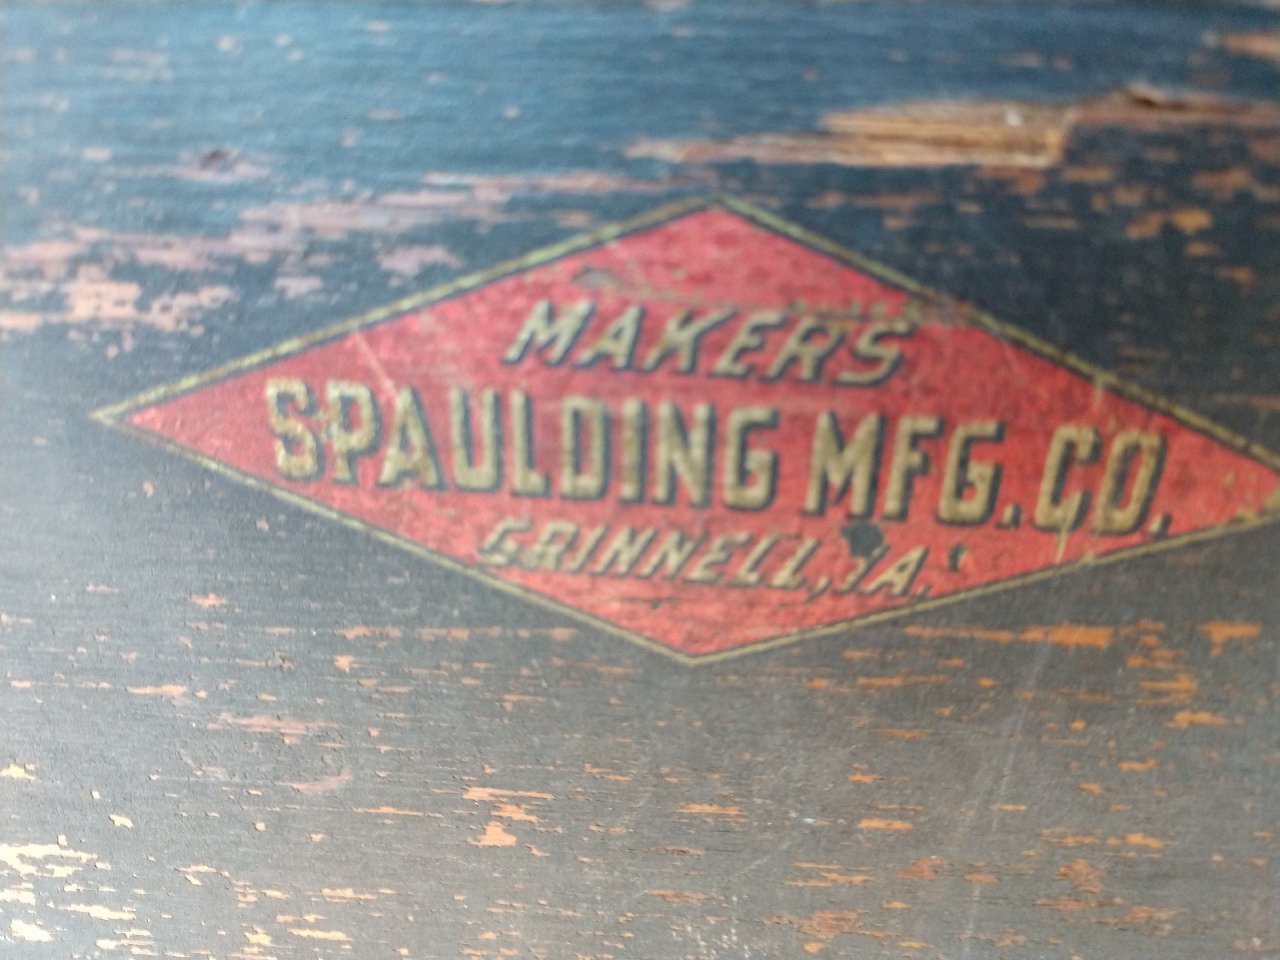 MAKERS
SPAULDING MFG. CO.
GRINNELL, IA.